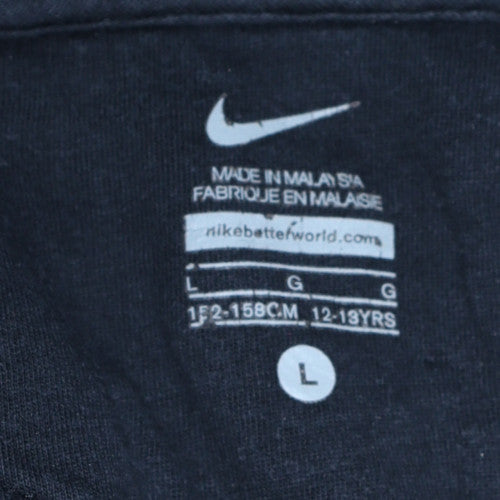 MADE IN MALAYSIA
FABRIQUE EN MALAISIE
nikebetterworld.com
L G G
152-158CM 12-13YRS
L